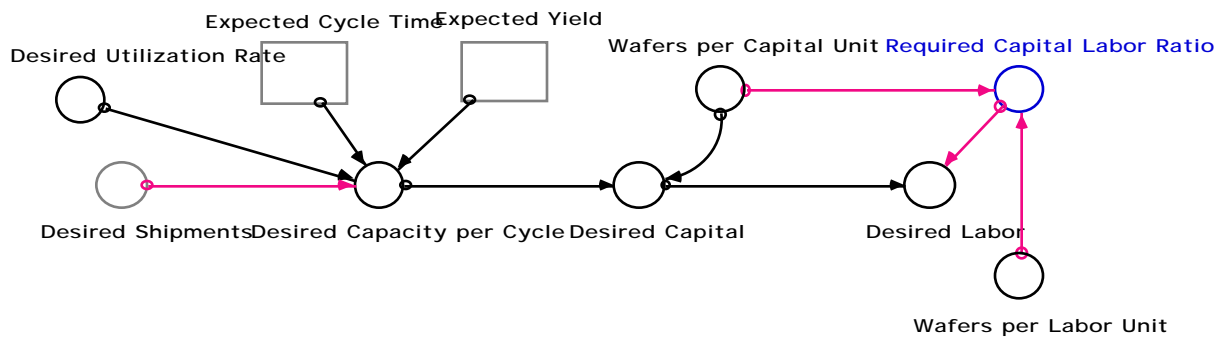 Expected Cycle Time
Expected Yield
Desired Utilization Rate
Wafers per Capital Unit
Required Capital Labor Ratio
Desired Shipments
Desired Capacity per Cycle
Desired Capital
Desired Labor
Wafers per Labor Unit